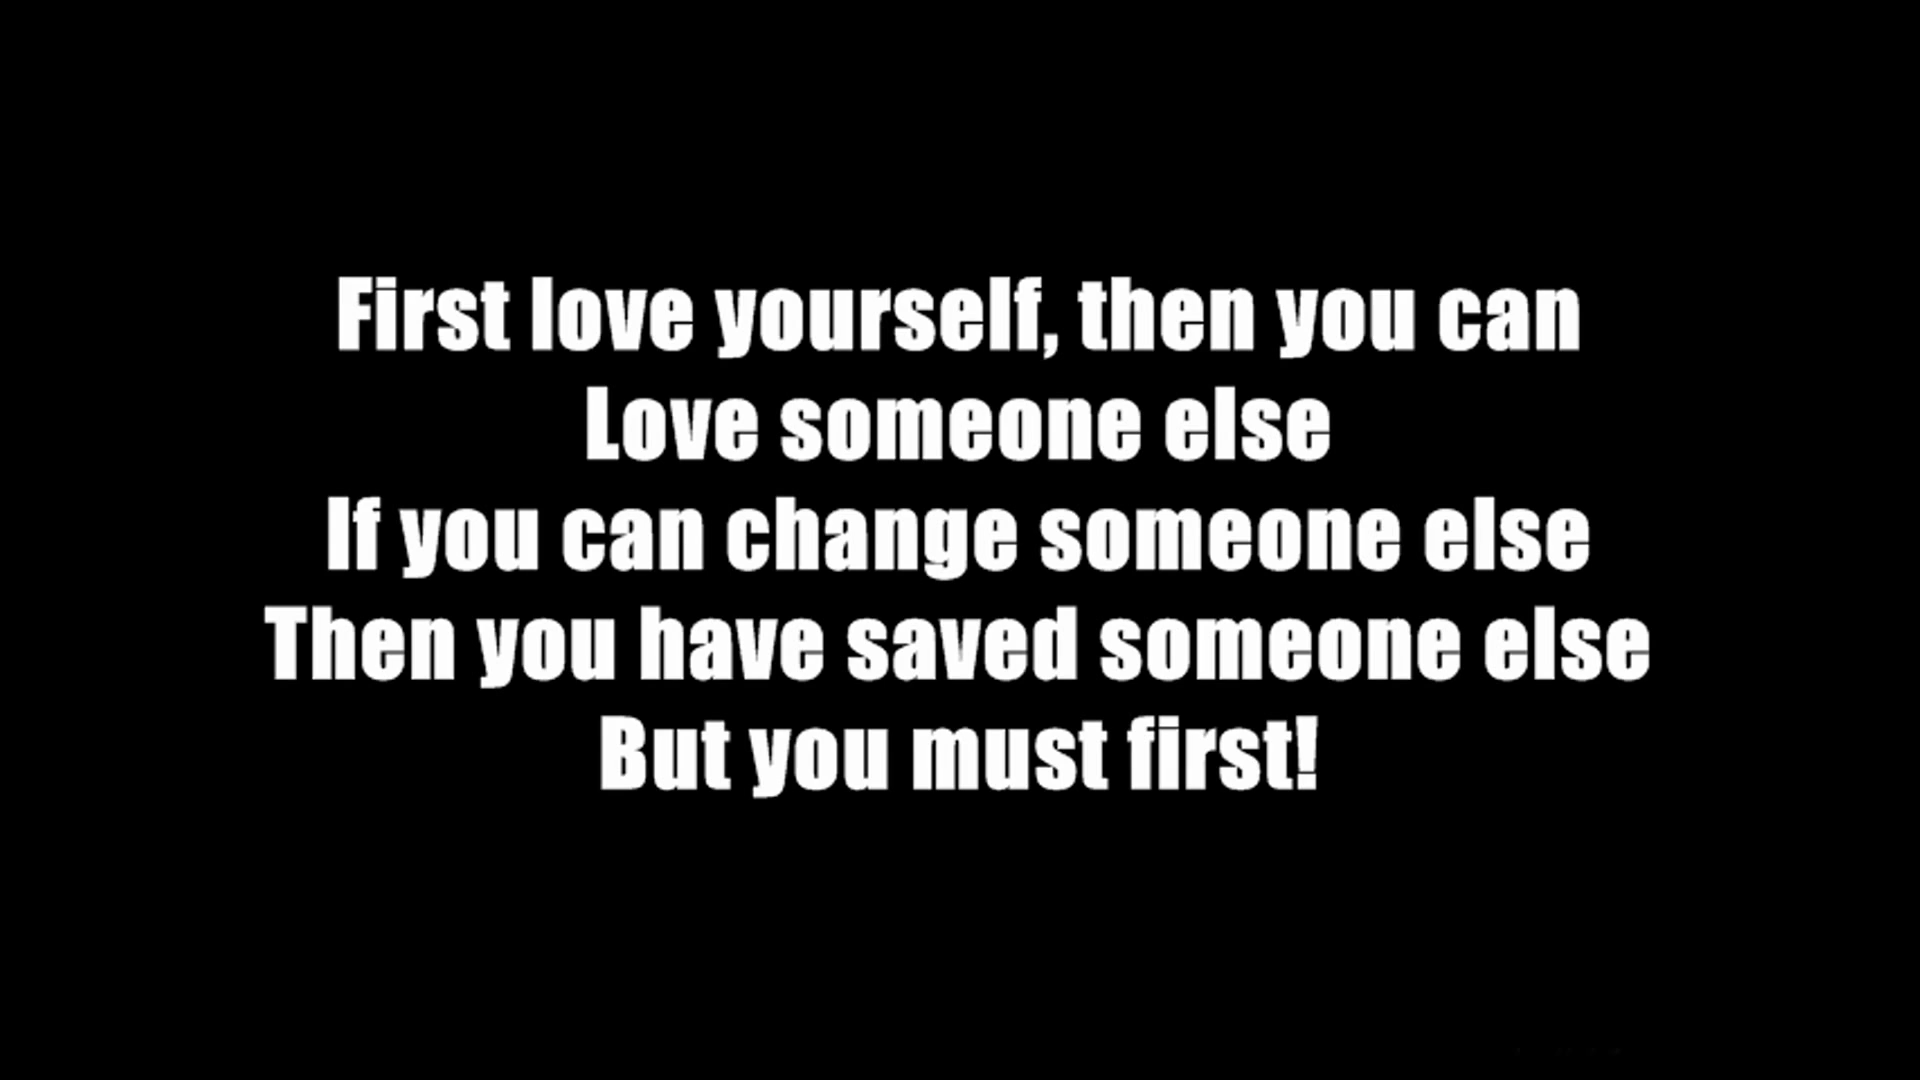 First love yourself, then you can
Love someone else
If you can change someone else
Then you have saved someone else
But you must first!